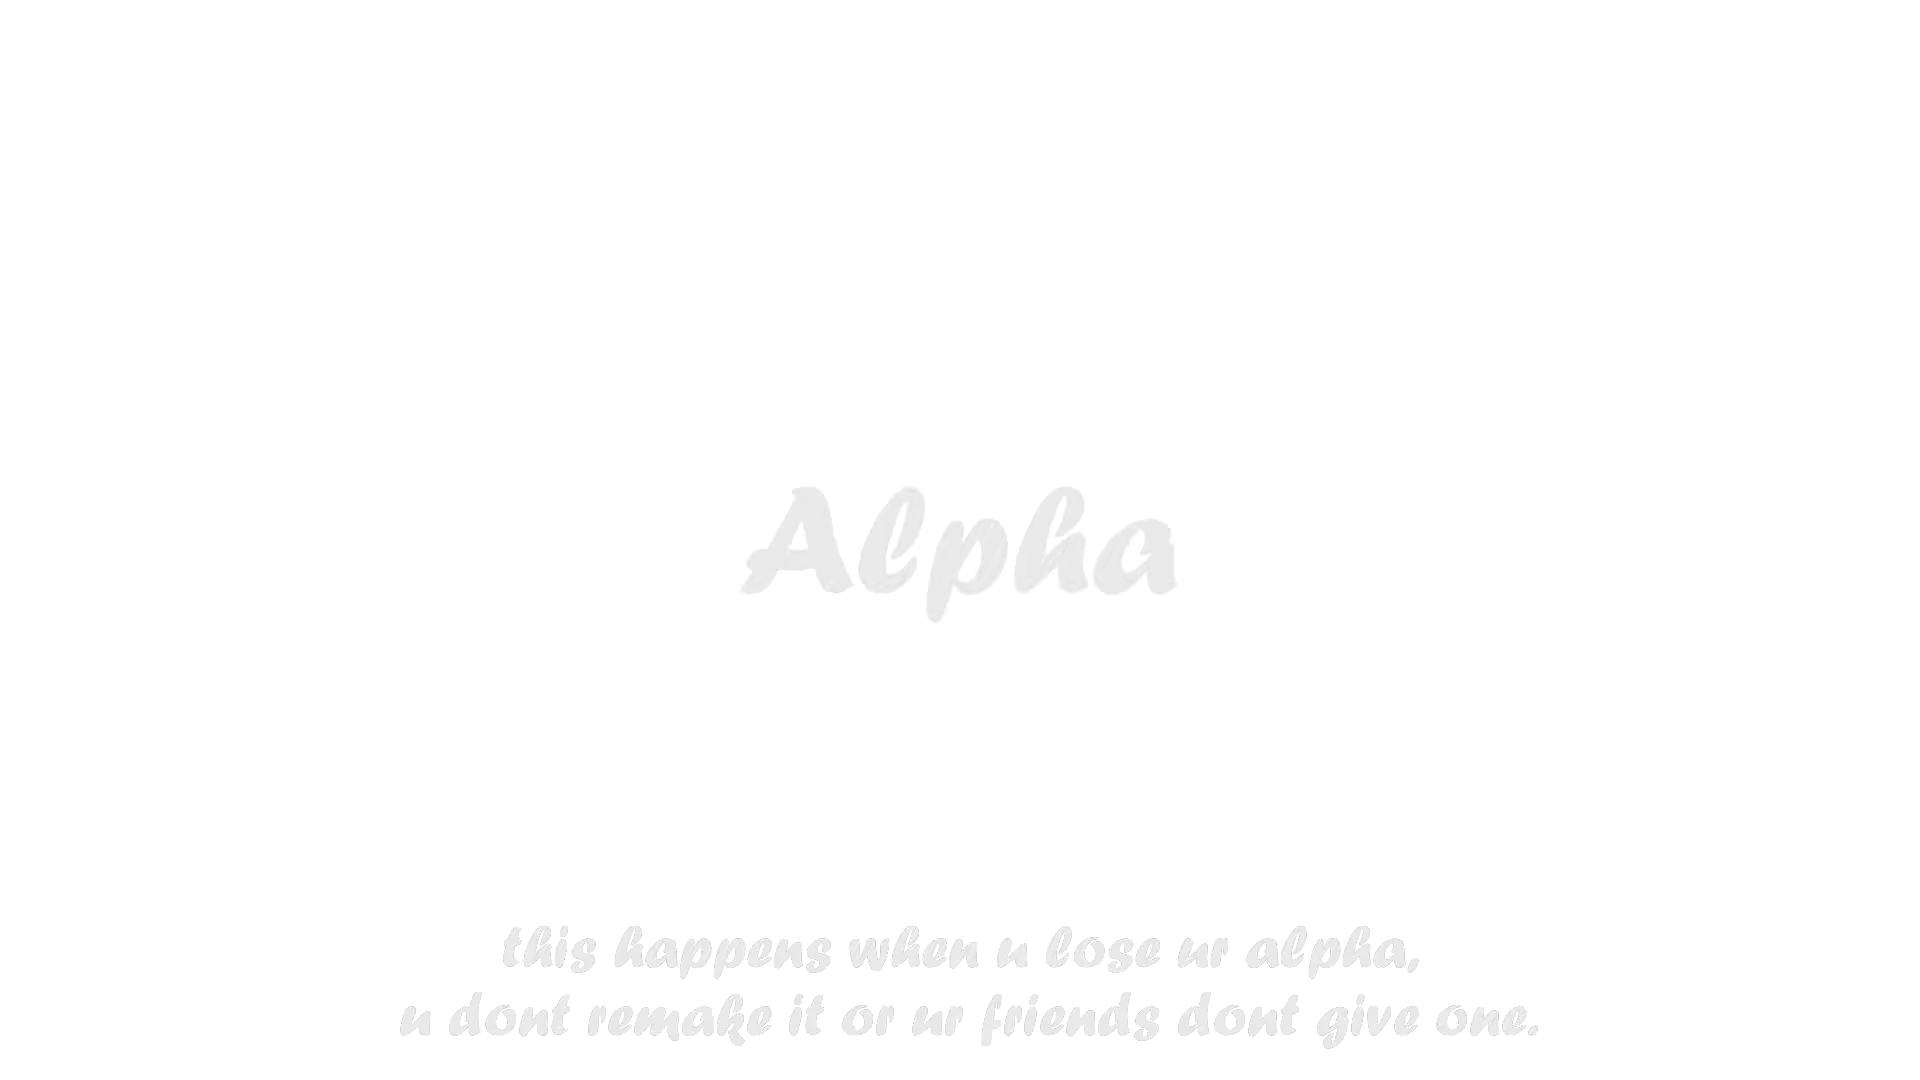 Alpha
this happens when u lose ur alpha,
u dont remake it or ur friends dont give one.